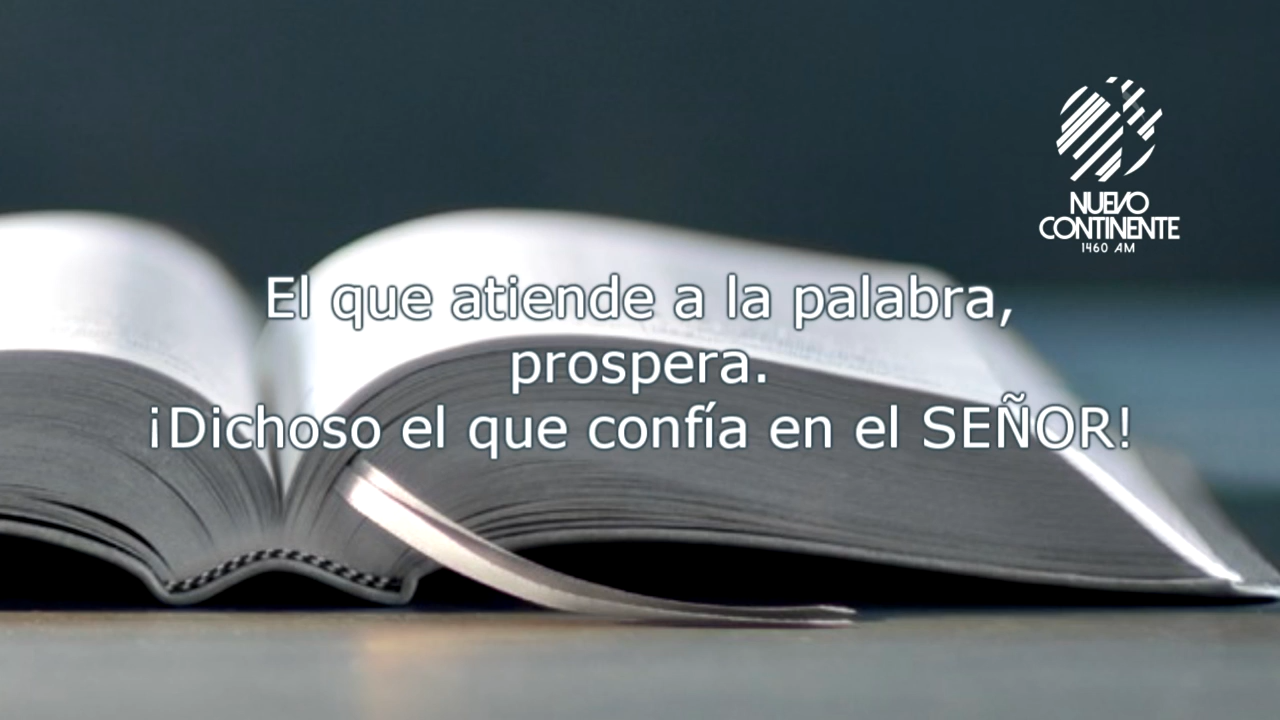 NUEVO
CONTINENTE
1460 AM
El que atiende a la palabra,
prospera.
¡Dichoso el que confía en el SEÑOR!